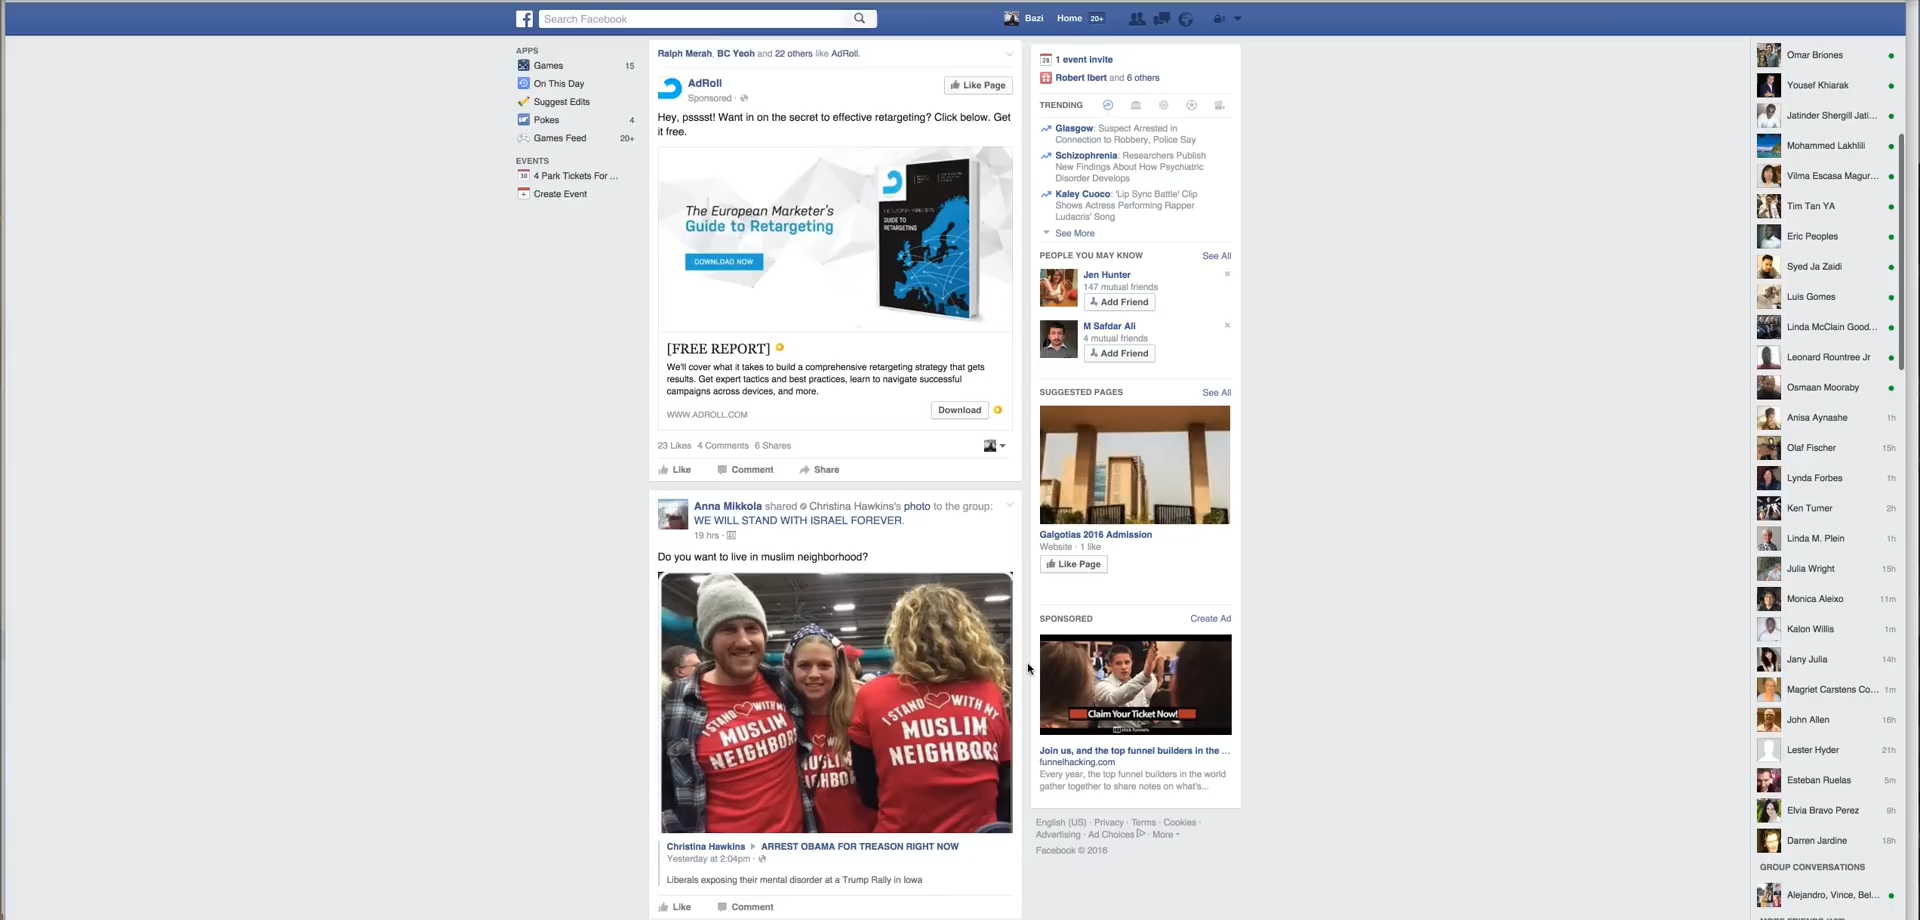 Search Facebook
Bazi
Home 20+
APPS
Games 15
On This Day
Suggest Edits
Pokes 4
Games Feed 20+
EVENTS
30 4 Park Tickets For ...
Create Event
Ralph Merah, BC Yeoh and 22 others like AdRoll.
AdRoll
Sponsored ·
Like Page
Hey, psssst! Want in on the secret to effective retargeting? Click below. Get
it free.
The European Marketer's
Guide to Retargeting
DOWNLOAD NOW
GUIDE TO
RETARGETING
[FREE REPORT]
We'll cover what it takes to build a comprehensive retargeting strategy that gets
results. Get expert tactics and best practices, learn to navigate successful
campaigns across devices, and more.
WWW.ADROLL.COM
Download
23 Likes 4 Comments 6 Shares
Like Comment Share
Anna Mikkola shared Christina Hawkins's photo to the group:
WE WILL STAND WITH ISRAEL FOREVER.
19 hrs ·
Do you want to live in muslim neighborhood?
I STAND WITH MY
MUSLIM
NEIGHBORS
MUSLIM
I STAND WITH MY
MUSLIM
NEIGHBORS
Christina Hawkins ▶ ARREST OBAMA FOR TREASON RIGHT NOW
Yesterday at 2:04pm ·
Liberals exposing their mental disorder at a Trump Rally in Iowa
Like Comment
28 1 event invite
Robert Ibert and 6 others
TRENDING
Glasgow: Suspect Arrested in
Connection to Robbery, Police Say
Schizophrenia: Researchers Publish
New Findings About How Psychiatric
Disorder Develops
Kaley Cuoco: 'Lip Sync Battle' Clip
Shows Actress Performing Rapper
Ludacris' Song
See More
PEOPLE YOU MAY KNOW See All
Jen Hunter
147 mutual friends
Add Friend
M Safdar Ali
4 mutual friends
Add Friend
SUGGESTED PAGES See All
Galgotias 2016 Admission
Website · 1 like
Like Page
SPONSORED Create Ad
Claim Your Ticket Now!
click funnels
Join us, and the top funnel builders in the ...
funnelhacking.com
Every year, the top funnel builders in the world
gather together to share notes on what's...
English (US) · Privacy · Terms · Cookies ·
Advertising · Ad Choices · More
Facebook © 2016
Omar Briones
Yousef Khiarak
Jatinder Shergill Jati...
Mohammed Lakhlili
Vilma Escasa Magur...
Tim Tan YA
Eric Peoples
Syed Ja Zaidi
Luis Gomes
Linda McClain Good...
Leonard Rountree Jr
Osmaan Mooraby
Anisa Aynashe 1h
Olaf Fischer 15h
Lynda Forbes 1h
Ken Turner 2h
Linda M. Plein 1h
Julia Wright 15h
Monica Aleixo 11m
Kalon Willis 1m
Jany Julia 14h
Magriet Carstens Co... 1m
John Allen 16h
Lester Hyder 21h
Esteban Ruelas 5m
Elvia Bravo Perez 9h
Darren Jardine 18h
GROUP CONVERSATIONS
Alejandro, Vince, Bel...